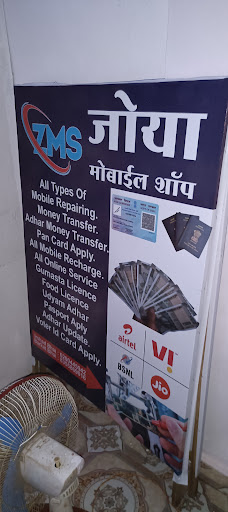 ZMS
जोया
मोबाईल शॉप
All Types Of
Mobile Repairing.
Money Transfer.
Adhar Money Transfer.
Pan Card Apply.
All Mobile Recharge.
All Online Service
Gumasta Licence
Food Licence
Udyam Adhar
Pasport Aply
Adhar Update.
Voter Id Card Apply.
airtel
VI
BSNL
Jio